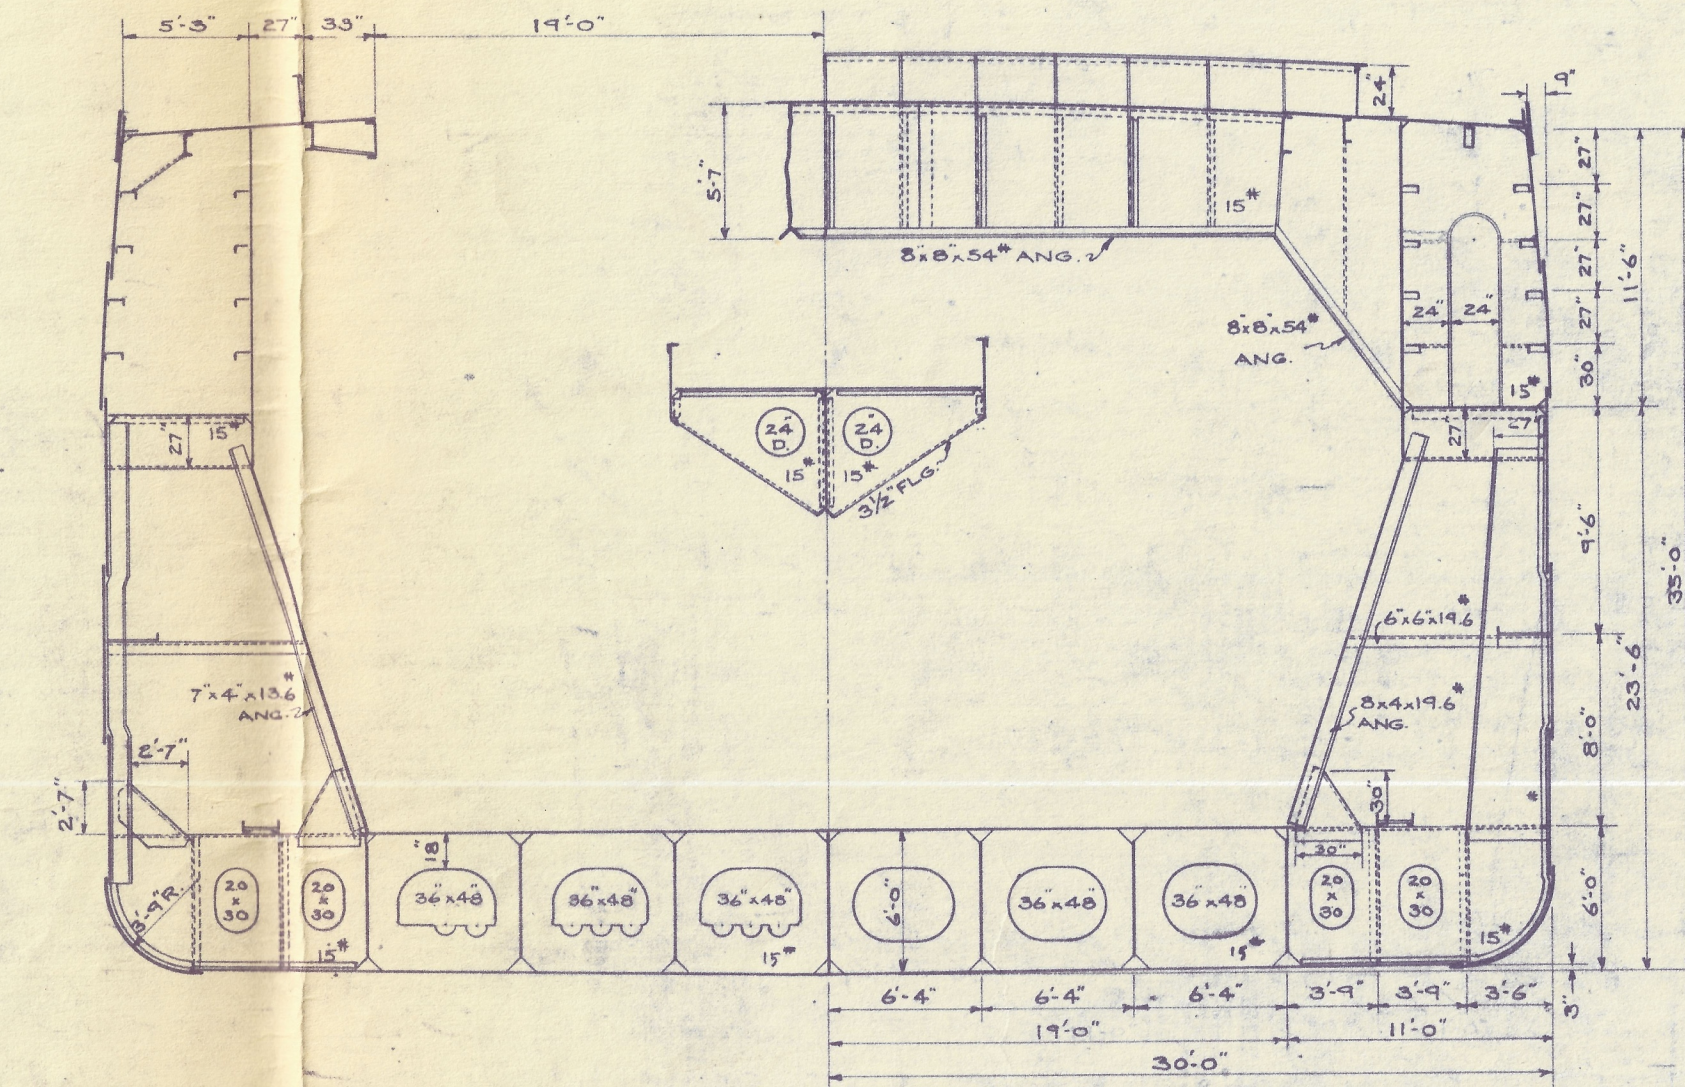 5'-3" 27" 33" 19'-0"
24"
9"
5'-7"
15#
8"x8"x54# ANG.
8"x8"x54#
ANG.
27"
27"
27"
27"
30"
11'-6"
24" 24"
15#
27" 15#
24"
D.
24"
D.
15# 15#
3 1/2" FLG.
27"
9'-6"
35'-0"
6"x6"x19.6#
7"x4"x13.6#
ANG.
8x4x19.6#
ANG.
8'-0"
23'-6"
2'-7"
2'-7"
30"
#
18"
30"
3'-9"R.
20
x
30
20
x
30
36"x48" 36"x48" 36"x48" 6'-0" 36"x48" 36"x48"
20
x
30
20
x
30
6'-0"
15# 15# 15# 15#
6'-4" 6'-4" 6'-4" 3'-9" 3'-9" 3'-6" 3"
19'-0" 11'-0"
30'-0"